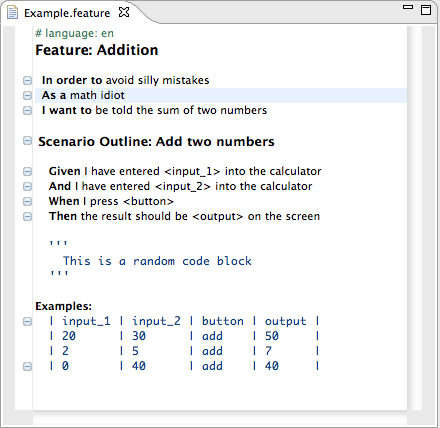 Example.feature
# language: en
Feature: Addition
In order to avoid silly mistakes
As a math idiot
I want to be told the sum of two numbers
Scenario Outline: Add two numbers
Given I have entered <input_1> into the calculator
And I have entered <input_2> into the calculator
When I press <button>
Then the result should be <output> on the screen
'''
This is a random code block
'''
Examples:
| input_1 | input_2 | button | output |
| 20 | 30 | add | 50 |
| 2 | 5 | add | 7 |
| 0 | 40 | add | 40 |